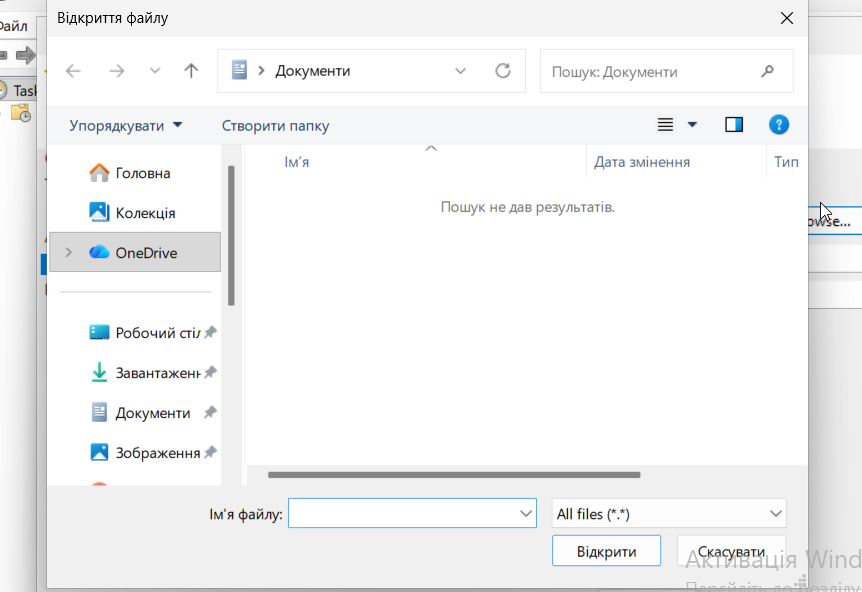 Відкриття файлу
Файл
Документи
Пошук: Документи
Task
Упорядкувати
Створити папку
Ім'я
Дата змінення
Тип
Головна
Пошук не дав результатів.
Колекція
owse...
OneDrive
Робочий стіл
Завантажен
Документи
Зображення
Ім'я файлу:
All files (*.*)
Відкрити
Скасувати
Активація Wind
Перейдіть до розділу